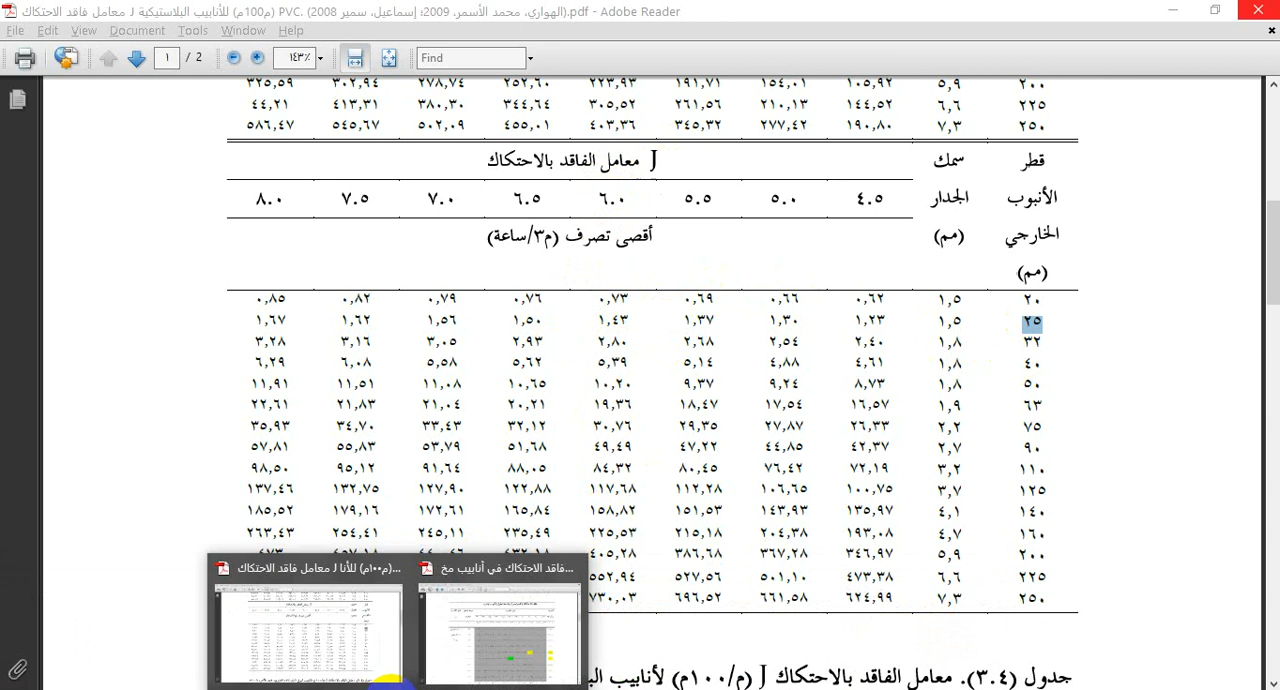 معامل فاقد الاحتكاك J للأنابيب البلاستيكية PVC. (م100م) (الهواري، محمد الأسمر، 2009؛ إسماعيل، سمير 2008).pdf - Adobe Reader
File Edit View Document Tools Window Help
١ / 2 ١٤٣٪ Find
٢٠٠ ٥,٩ ١٠٥,٩٢ ١٥٤,٠١ ١٩١,٧١ ٢٢٣,٩٣ ٢٥٢,٦٠ ٢٧٨,٧٤ ٣٠٢,٩٤ ٣٢٥,٥٩
٢٢٥ ٦,٦ ١٤٤,٥٢ ٢١٠,١٣ ٢٦١,٥٦ ٣٠٥,٥٢ ٣٤٤,٦٤ ٣٨٠,٣٠ ٤١٣,٣١ ٤٤,٢١
٢٥٠ ٧,٣ ١٩٠,٨٠ ٢٧٧,٤٢ ٣٤٥,٣٢ ٤٠٣,٣٦ ٤٥٥,٠١ ٥٠٢,٠٩ ٥٤٥,٦٧ ٥٨٦,٤٧
قطر سمك J معامل الفاقد بالاحتكاك
الأنبوب الجدار ٤.٥ ٥.٠ ٥.٥ ٦.٠ ٦.٥ ٧.٠ ٧.٥ ٨.٠
الخارجي (مم) أقصى تصرف (م٣/ساعة)
(مم)
٢٠ ١,٥ ٠,٦٢ ٠,٦٦ ٠,٦٩ ٠,٧٣ ٠,٧٦ ٠,٧٩ ٠,٨٢ ٠,٨٥
٢٥ ١,٥ ١,٢٣ ١,٣٠ ١,٣٧ ١,٤٣ ١,٥٠ ١,٥٦ ١,٦٢ ١,٦٧
٣٢ ١,٨ ٢,٤٠ ٢,٥٤ ٢,٦٨ ٢,٨٠ ٢,٩٣ ٣,٠٥ ٣,١٦ ٣,٢٨
٤٠ ١,٨ ٤,٦١ ٤,٨٨ ٥,١٤ ٥,٣٩ ٥,٦٢ ٥,٥٨ ٦,٠٨ ٦,٢٩
٥٠ ١,٨ ٨,٧٣ ٩,٢٤ ٩,٣٧ ١٠,٢٠ ١٠,٦٥ ١١,٠٨ ١١,٥١ ١١,٩١
٦٣ ١,٩ ١٦,٥٧ ١٧,٥٤ ١٨,٤٧ ١٩,٣٦ ٢٠,٢١ ٢١,٠٤ ٢١,٨٣ ٢٢,٦١
٧٥ ٢,٢ ٢٦,٣٣ ٢٧,٨٧ ٢٩,٣٥ ٣٠,٧٦ ٣٢,١٢ ٣٣,٤٣ ٣٤,٧٠ ٣٥,٩٣
٩٠ ٢,٧ ٤٢,٣٧ ٤٤,٨٥ ٤٧,٢٢ ٤٩,٤٩ ٥١,٦٨ ٥٣,٧٩ ٥٥,٨٣ ٥٧,٨١
١١٠ ٣,٢ ٧٢,١٩ ٧٦,٤٢ ٨٠,٤٥ ٨٤,٣٢ ٨٨,٠٥ ٩١,٦٤ ٩٥,١٢ ٩٨,٥٠
١٢٥ ٣,٧ ١٠٠,٧٥ ١٠٦,٦٥ ١١٢,٢٨ ١١٧,٦٨ ١٢٢,٨٨ ١٢٧,٩٠ ١٣٢,٧٥ ١٣٧,٤٦
١٤٠ ٤,١ ١٣٥,٩٧ ١٤٣,٩٣ ١٥١,٥٣ ١٥٨,٨٢ ١٦٥,٨٤ ١٧٢,٦١ ١٧٩,١٦ ١٨٥,٥٢
١٦٠ ٤,٧ ١٩٣,٠٨ ٢٠٤,٣٨ ٢١٥,١٨ ٢٢٥,٥٣ ٢٣٥,٤٩ ٢٤٥,١١ ٢٥٤,٤١ ٢٦٣,٤٣
٢٠٠ ٥,٩ ٣٤٦,٩٧ ٣٦٧,٢٨ ٣٨٦,٦٨ ٤٠٥,٢٨
٢٢٥ ٦,٦ ٤٧٣,٣٨ ٥٠١,١٠ ٥٢٧,٥٦ ٥٥٢,٩٤
٢٥٠ ٧,٣ ٦٢٤,٩٩ ٦٦١,٥٨ ٦٩٦,٥٢ ٧٣٠,٠٣
معامل فاقد الاحتكاك J (م١٠٠م) للأنا...
فاقد الاحتكاك في أنابيب مخ...
جدول (٣.٤). معامل الفاقد بالاحتكاك J (م/١٠٠م) لأنابيب